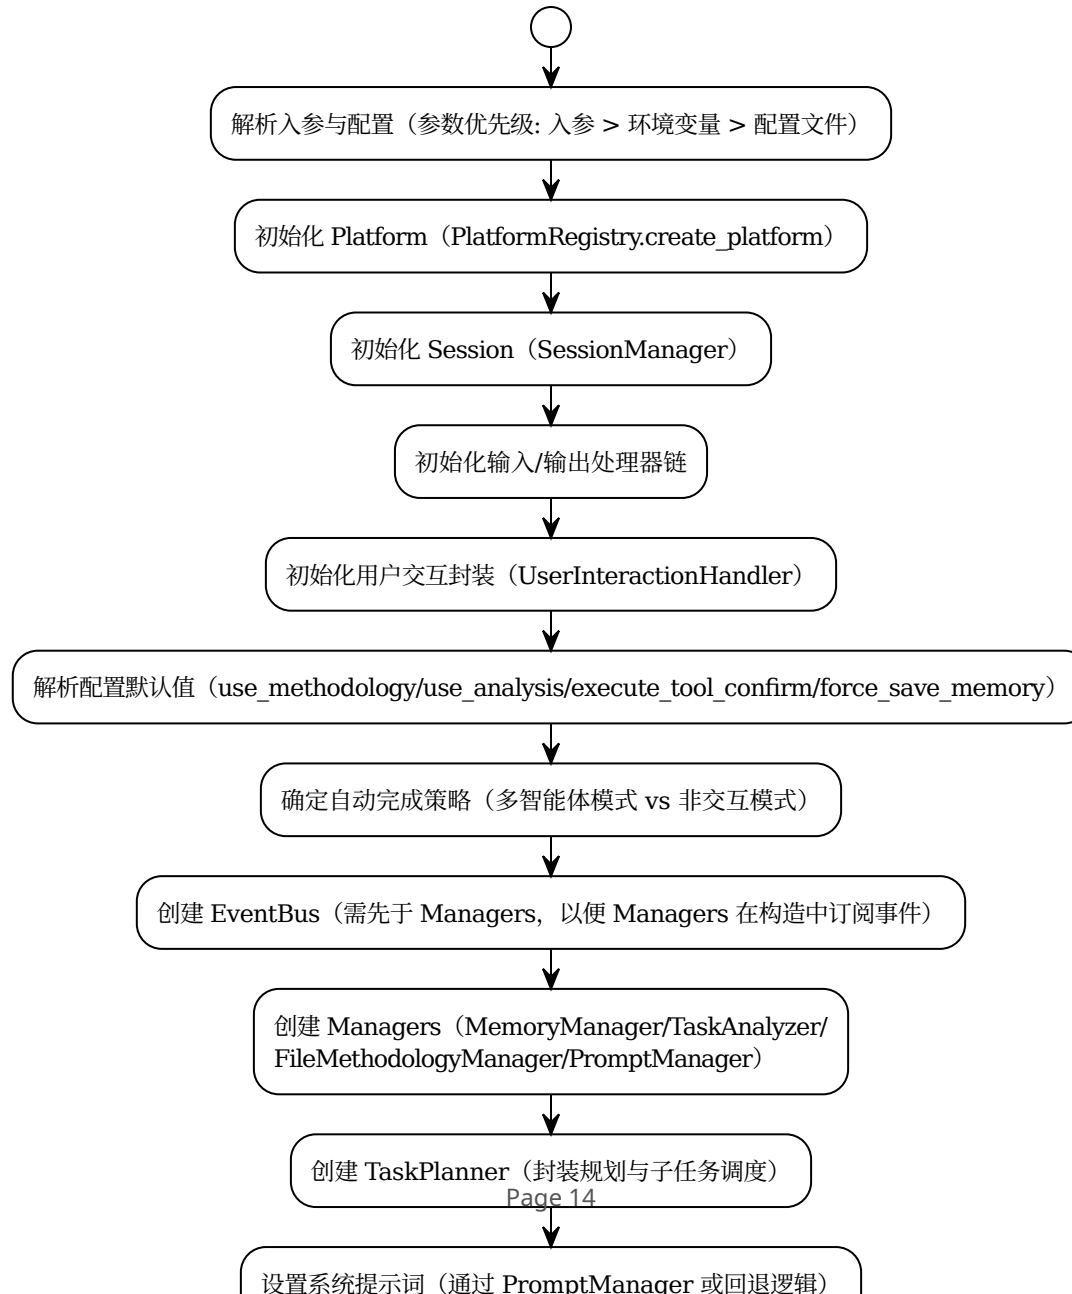 解析入参与配置（参数优先级: 入参 > 环境变量 > 配置文件）
初始化 Platform（PlatformRegistry.create_platform）
初始化 Session（SessionManager）
初始化输入/输出处理器链
初始化用户交互封装（UserInteractionHandler）
解析配置默认值（use_methodology/use_analysis/execute_tool_confirm/force_save_memory）
确定自动完成策略（多智能体模式 vs 非交互模式）
创建 EventBus（需先于 Managers，以便 Managers 在构造中订阅事件）
创建 Managers（MemoryManager/TaskAnalyzer/
FileMethodologyManager/PromptManager）
创建 TaskPlanner（封装规划与子任务调度）
Page 14
设置系统提示词（通过 PromptManager 或回退逻辑）